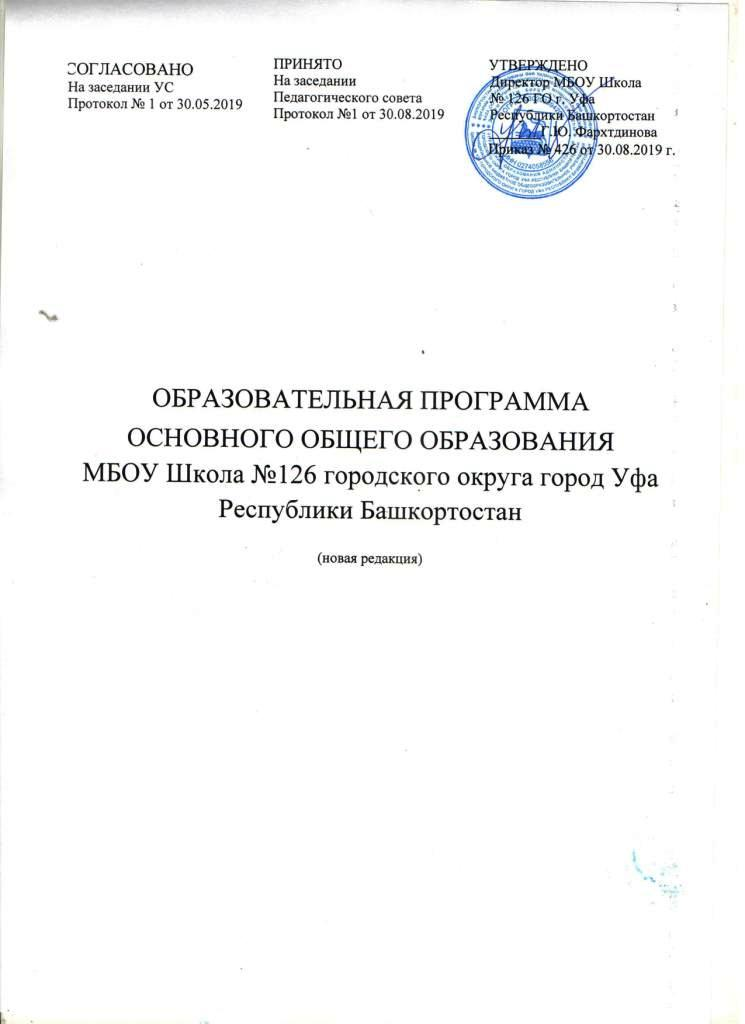 СОГЛАСОВАНО
На заседании УС
Протокол № 1 от 30.05.2019
ПРИНЯТО
На заседании
Педагогического совета
Протокол №1 от 30.08.2019
УТВЕРЖДЕНО
Директор МБОУ Школа
№ 126 ГО г. Уфа
Республики Башкортостан
Г.Ю. Фархтдинова
Приказ № 426 от 30.08.2019 г.
ОБРАЗОВАТЕЛЬНАЯ ПРОГРАММА
ОСНОВНОГО ОБЩЕГО ОБРАЗОВАНИЯ
МБОУ Школа №126 городского округа город Уфа
Республики Башкортостан
(новая редакция)